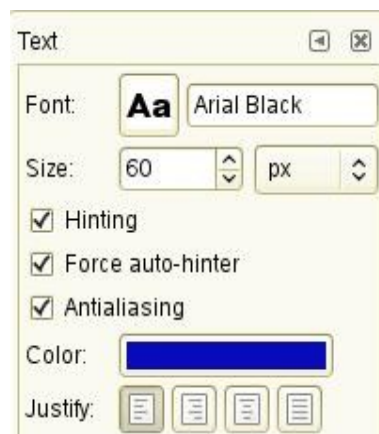 Text
Font: Aa Arial Black
Size: 60 px
Hinting
Force auto-hinter
Antialiasing
Color:
Justify: